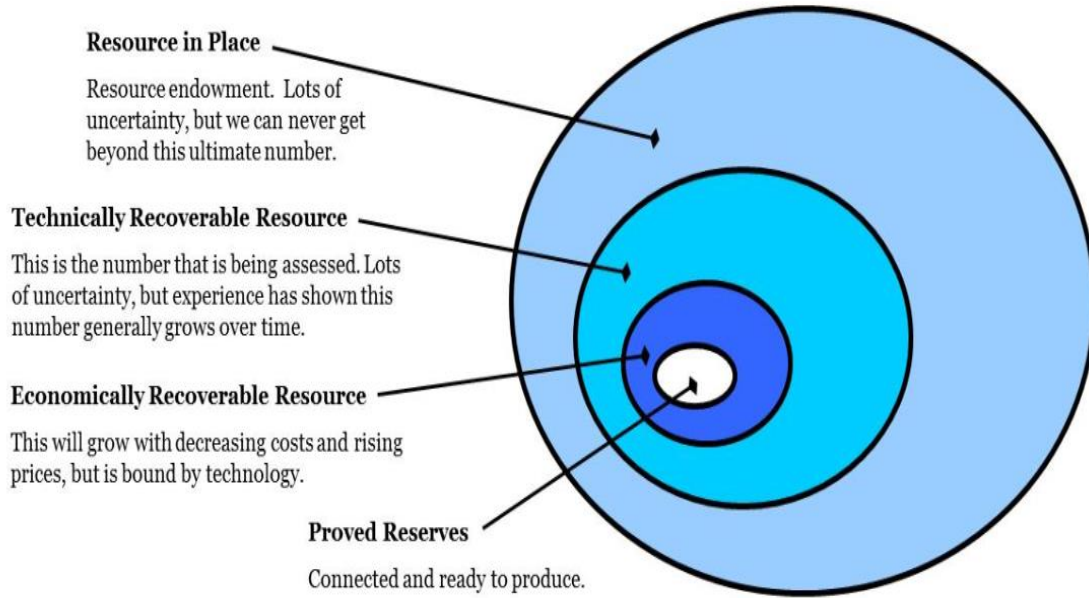 Resource in Place
Resource endowment. Lots of
uncertainty, but we can never get
beyond this ultimate number.
Technically Recoverable Resource
This is the number that is being assessed. Lots
of uncertainty, but experience has shown this
number generally grows over time.
Economically Recoverable Resource
This will grow with decreasing costs and rising
prices, but is bound by technology.
Proved Reserves
Connected and ready to produce.